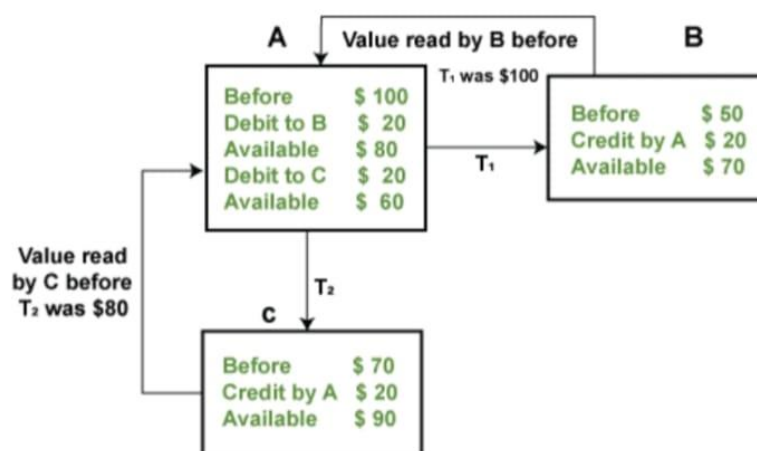 A
Value read by B before
T₁ was $100
B
Before $ 100
Debit to B $ 20
Available $ 80
Debit to C $ 20
Available $ 60
Before $ 50
Credit by A $ 20
Available $ 70
T₁
Value read
by C before
T₂ was $80
T₂
c
Before $ 70
Credit by A $ 20
Available $ 90